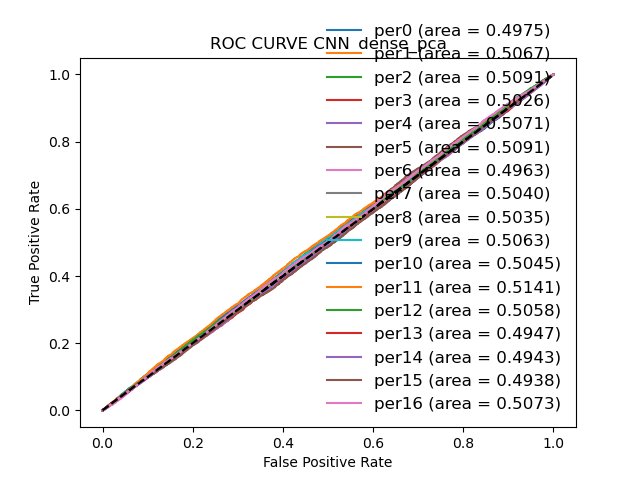 ROC CURVE CNN_dense_pca
per0 (area = 0.4975)
per1 (area = 0.5067)
per2 (area = 0.5091)
per3 (area = 0.5026)
per4 (area = 0.5071)
per5 (area = 0.5091)
per6 (area = 0.4963)
per7 (area = 0.5040)
per8 (area = 0.5035)
per9 (area = 0.5063)
per10 (area = 0.5045)
per11 (area = 0.5141)
per12 (area = 0.5058)
per13 (area = 0.4947)
per14 (area = 0.4943)
per15 (area = 0.4938)
per16 (area = 0.5073)
True Positive Rate
1.0
0.8
0.6
0.4
0.2
0.0
0.0 0.2 0.4 0.6 0.8 1.0
False Positive Rate